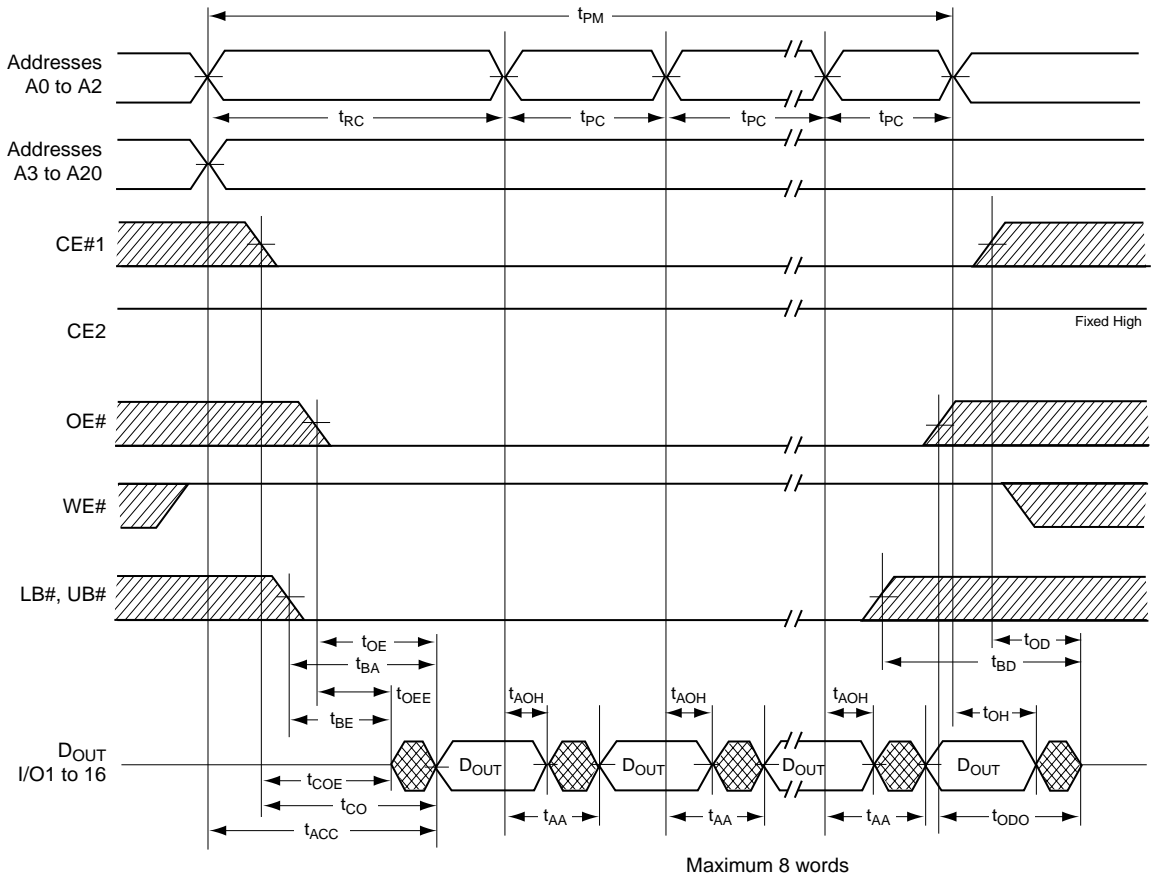 tPM
Addresses
A0 to A2
tRC
tPC
tPC
tPC
Addresses
A3 to A20
CE#1
CE2
Fixed High
OE#
WE#
LB#, UB#
tOE
tOD
tBA
tBD
tOEE
tAOH
tAOH
tAOH
tBE
tOH
DOUT
I/O1 to 16
DOUT
DOUT
DOUT
DOUT
tCOE
tCO
tAA
tAA
tAA
tODO
tACC
Maximum 8 words